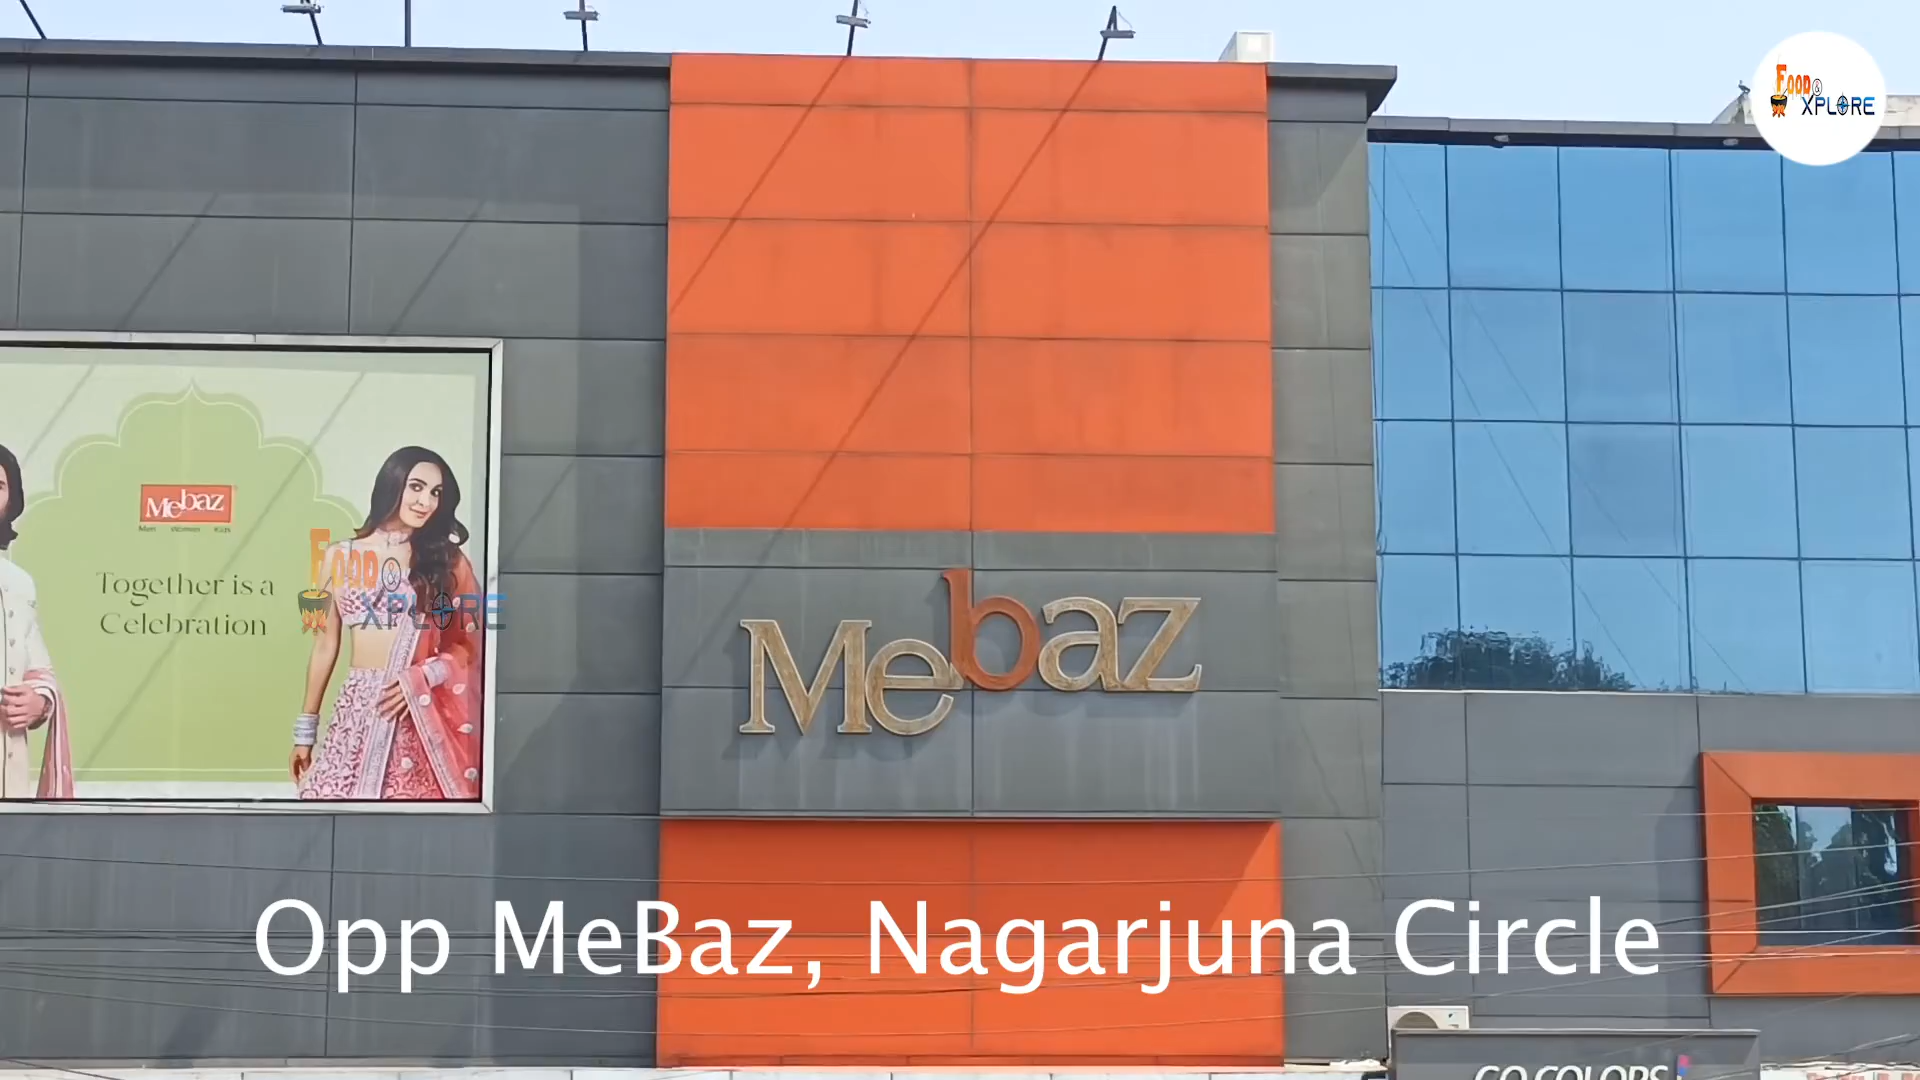 Food &
XPLORE
Mebaz
Men Women Kids
Together is a
Celebration
Food &
XPLORE
Mebaz
Opp MeBaz, Nagarjuna Circle
GO COLORS